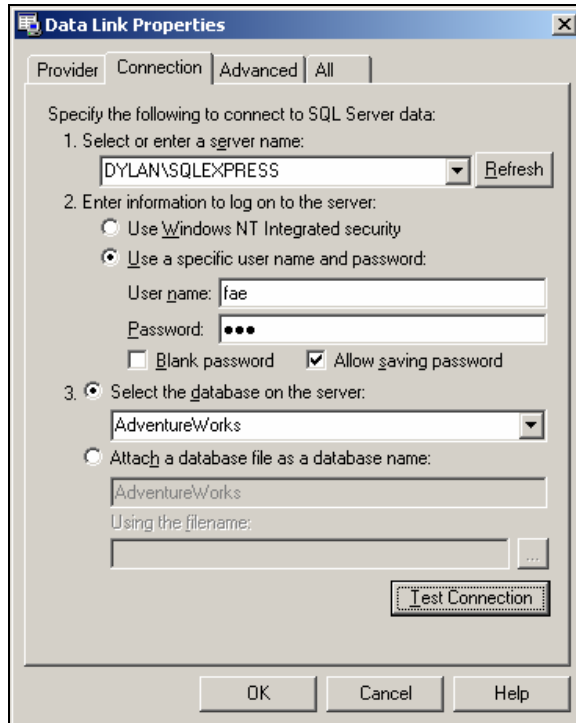 Data Link Properties
Provider Connection Advanced All
Specify the following to connect to SQL Server data:
1. Select or enter a server name:
DYLAN\SQLEXPRESS Refresh
2. Enter information to log on to the server:
Use Windows NT Integrated security
Use a specific user name and password:
User name: fae
Password: ●●●
Blank password Allow saving password
3. Select the database on the server:
AdventureWorks
Attach a database file as a database name:
AdventureWorks
Using the filename:
...
Test Connection
OK Cancel Help